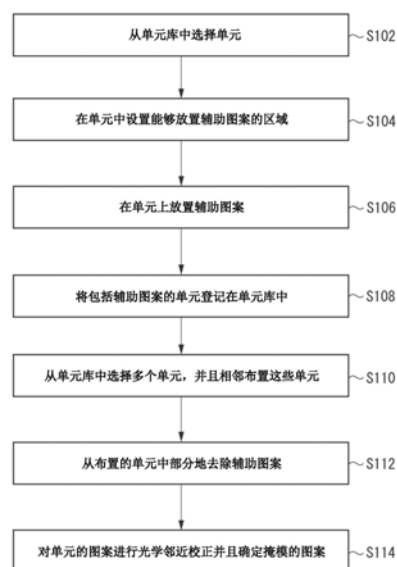 从单元库中选择单元
S102
在单元中设置能够放置辅助图案的区域
S104
在单元上放置辅助图案
S106
将包括辅助图案的单元登记在单元库中
S108
从单元库中选择多个单元，并且相邻布置这些单元
S110
从布置的单元中部分地去除辅助图案
S112
对单元的图案进行光学邻近校正并且确定掩模的图案
S114